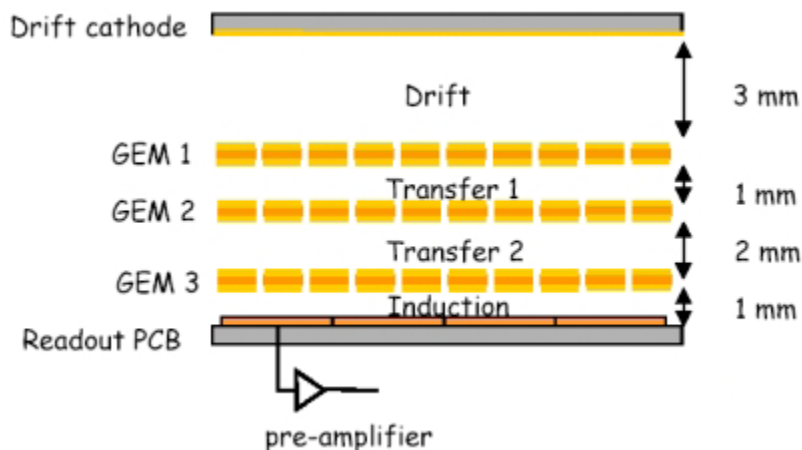 Drift cathode
Drift
3 mm
GEM 1
Transfer 1
1 mm
GEM 2
Transfer 2
2 mm
GEM 3
Induction
1 mm
Readout PCB
pre-amplifier